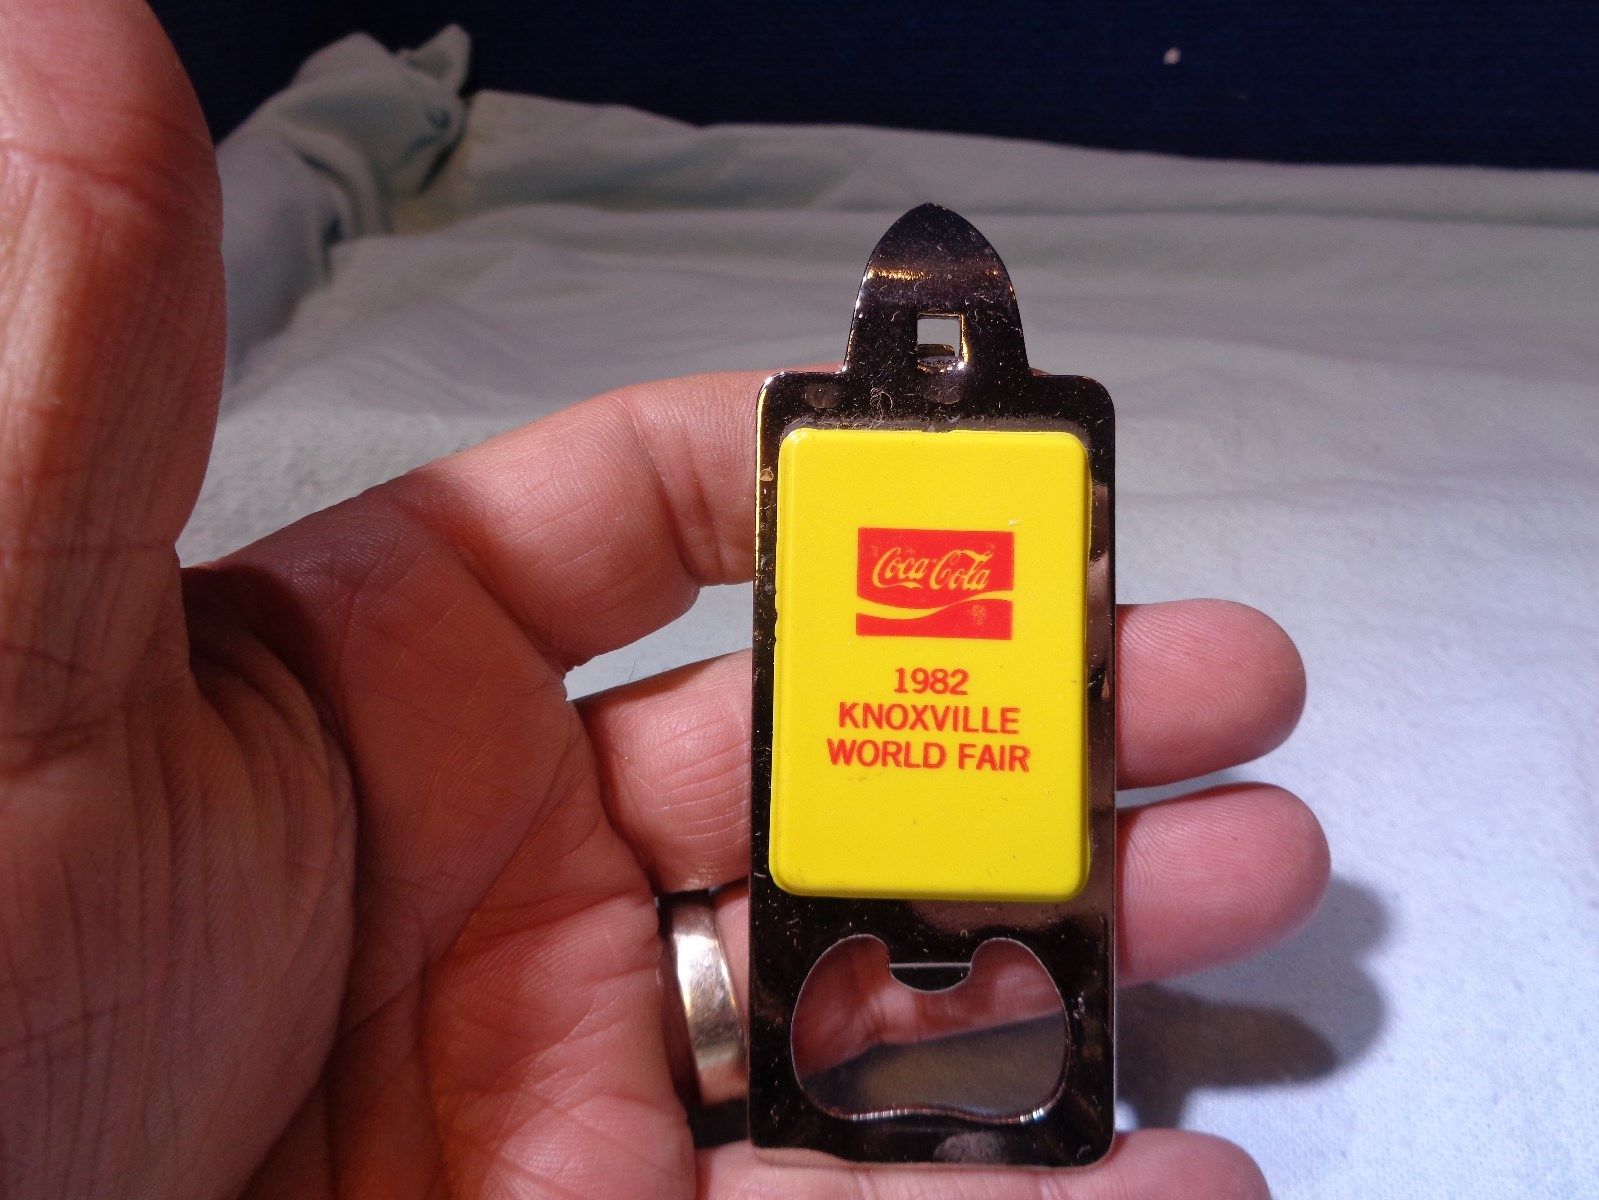 Coca-Cola
1982
KNOXVILLE
WORLD FAIR